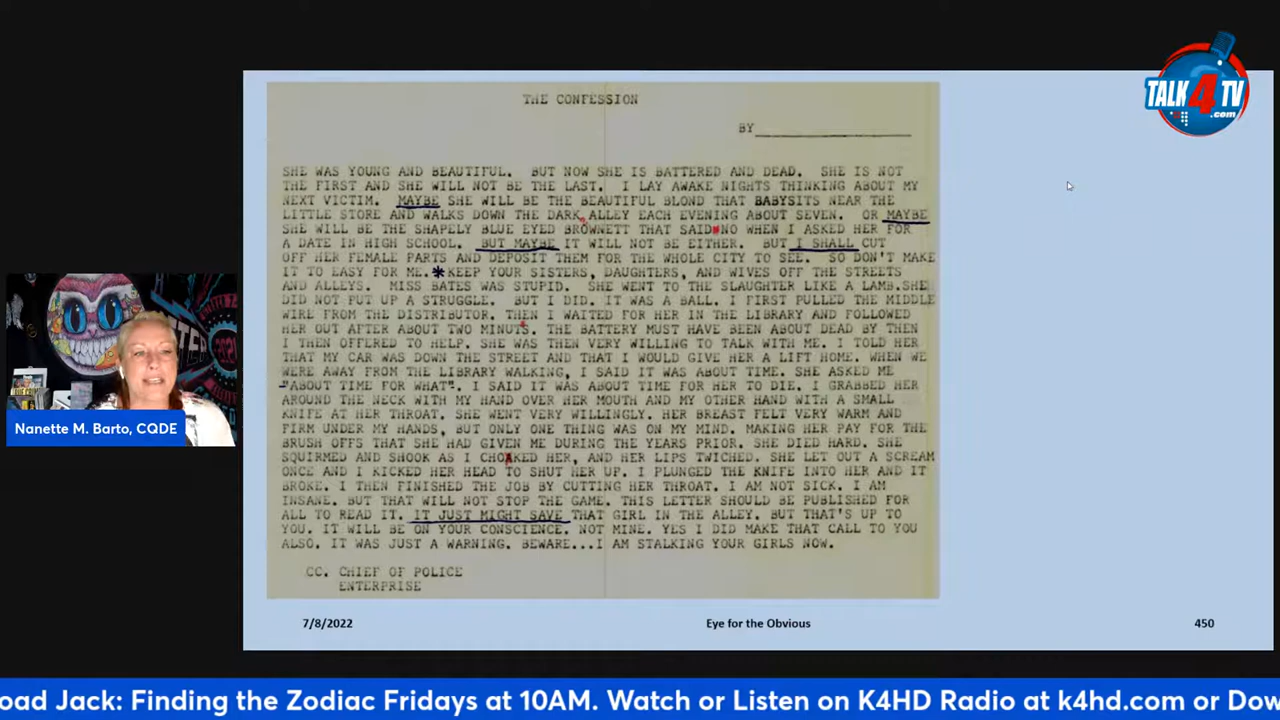 TALK4TV
.com
THE CONFESSION
BY
SHE WAS YOUNG AND BEAUTIFUL. BUT NOW SHE IS BATTERED AND DEAD. SHE IS NOT
THE FIRST AND SHE WILL NOT BE THE LAST. I LAY AWAKE NIGHTS THINKING ABOUT MY
NEXT VICTIM. MAYBE SHE WILL BE THE BEAUTIFUL BLOND THAT BABYSITS NEAR THE
LITTLE STORE AND WALKS DOWN THE DARK ALLEY EACH EVENING ABOUT SEVEN. OR MAYBE
SHE WILL BE THE SHAPELY BLUE EYED BROWNETT THAT SAID NO WHEN I ASKED HER FOR
A DATE IN HIGH SCHOOL. BUT MAYBE IT WILL NOT BE EITHER. BUT I SHALL CUT
OFF HER FEMALE PARTS AND DEPOSIT THEM FOR THE WHOLE CITY TO SEE. SO DON'T MAKE
IT TO EASY FOR ME. *KEEP YOUR SISTERS, DAUGHTERS, AND WIVES OFF THE STREETS
AND ALLEYS. MISS BATES WAS STUPID. SHE WENT TO THE SLAUGHTER LIKE A LAMB.SHE
DID NOT PUT UP A STRUGGLE. BUT I DID. IT WAS A BALL. I FIRST PULLED THE MIDDLE
WIRE FROM THE DISTRIBUTOR. THEN I WAITED FOR HER IN THE LIBRARY AND FOLLOWED
HER OUT AFTER ABOUT TWO MINUTS. THE BATTERY MUST HAVE BEEN ABOUT DEAD BY THEN
I THEN OFFERED TO HELP. SHE WAS THEN VERY WILLING TO TALK WITH ME. I TOLD HER
THAT MY CAR WAS DOWN THE STREET AND THAT I WOULD GIVE HER A LIFT HOME. WHEN WE
WERE AWAY FROM THE LIBRARY WALKING, I SAID IT WAS ABOUT TIME. SHE ASKED ME
"ABOUT TIME FOR WHAT". I SAID IT WAS ABOUT TIME FOR HER TO DIE. I GRABBED HER
AROUND THE NECK WITH MY HAND OVER HER MOUTH AND MY OTHER HAND WITH A SMALL
KNIFE AT HER THROAT. SHE WENT VERY WILLINGLY. HER BREAST FELT VERY WARM AND
FIRM UNDER MY HANDS, BUT ONLY ONE THING WAS ON MY MIND. MAKING HER PAY FOR THE
BRUSH OFFS THAT SHE HAD GIVEN ME DURING THE YEARS PRIOR. SHE DIED HARD. SHE
SQUIRMED AND SHOOK AS I CHOAKED HER, AND HER LIPS TWICHED. SHE LET OUT A SCREAM
ONCE AND I KICKED HER HEAD TO SHUT HER UP. I PLUNGED THE KNIFE INTO HER AND IT
BROKE. I THEN FINISHED THE JOB BY CUTTING HER THROAT. I AM NOT SICK. I AM
INSANE. BUT THAT WILL NOT STOP THE GAME. THIS LETTER SHOULD BE PUBLISHED FOR
ALL TO READ IT. IT JUST MIGHT SAVE THAT GIRL IN THE ALLEY. BUT THAT'S UP TO
YOU. IT WILL BE ON YOUR CONSCIENCE. NOT MINE. YES I DID MAKE THAT CALL TO YOU
ALSO. IT WAS JUST A WARNING. BEWARE...I AM STALKING YOUR GIRLS NOW.
CC. CHIEF OF POLICE
ENTERPRISE
Nanette M. Barto, CQDE
7/8/2022 Eye for the Obvious 450
oad Jack: Finding the Zodiac Fridays at 10AM. Watch or Listen on K4HD Radio at k4hd.com or Dow